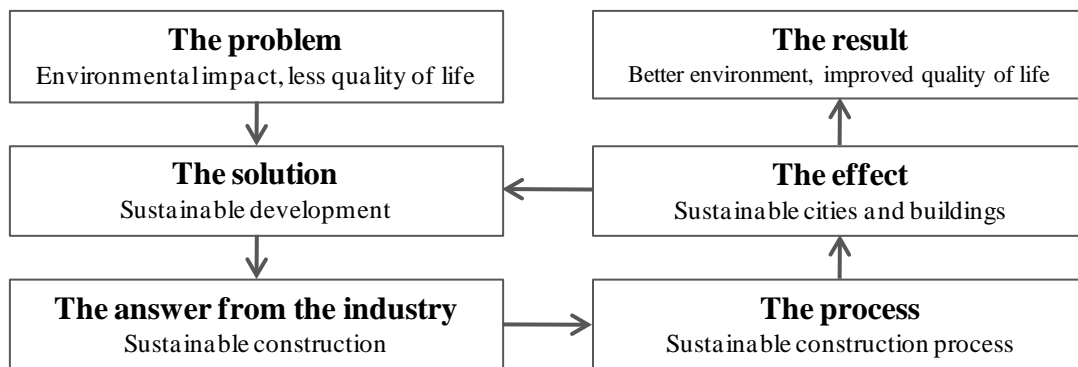 The problem
Environmental impact, less quality of life
The solution
Sustainable development
The answer from the industry
Sustainable construction
The process
Sustainable construction process
The effect
Sustainable cities and buildings
The result
Better environment, improved quality of life